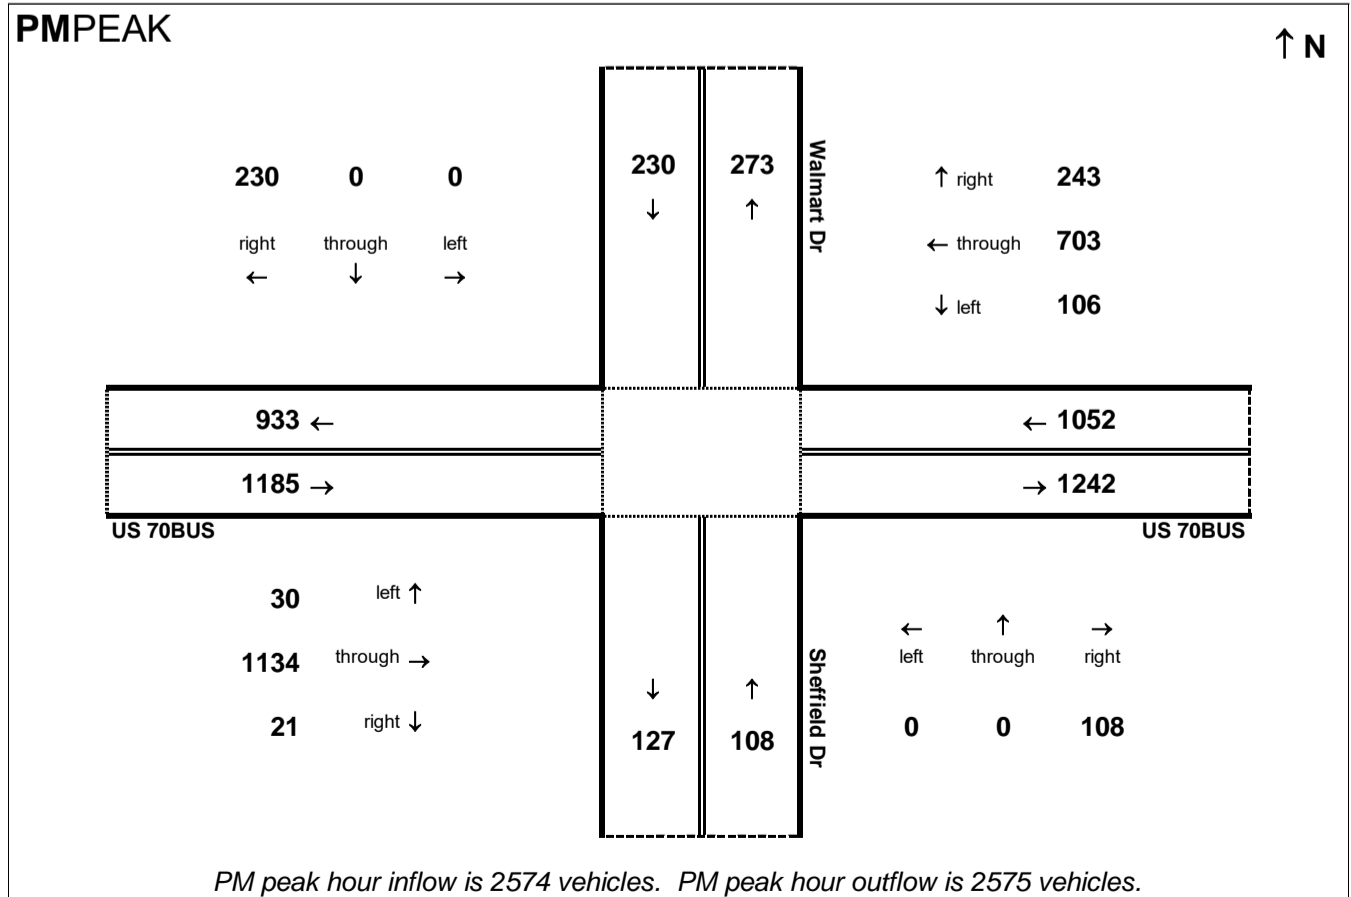 PMPEAK
↑ N
230 0 0
right through left
← ↓ →
230 273
↓ ↑
Walmart Dr
↑ right 243
← through 703
↓ left 106
933 ←
← 1052
1185 →
→ 1242
US 70BUS
US 70BUS
30 left ↑
1134 through →
21 right ↓
↓ ↑
127 108
Sheffield Dr
← ↑ →
left through right
0 0 108
PM peak hour inflow is 2574 vehicles. PM peak hour outflow is 2575 vehicles.